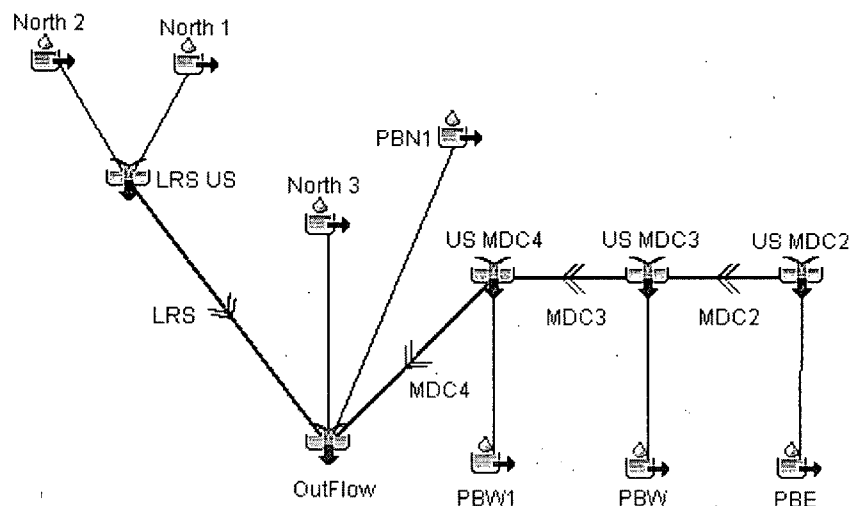 North 2
North 1
PBN1
LRS US
North 3
US MDC4
US MDC3
US MDC2
LRS
MDC3
MDC2
MDC4
OutFlow
PBW1
PBW
PBE